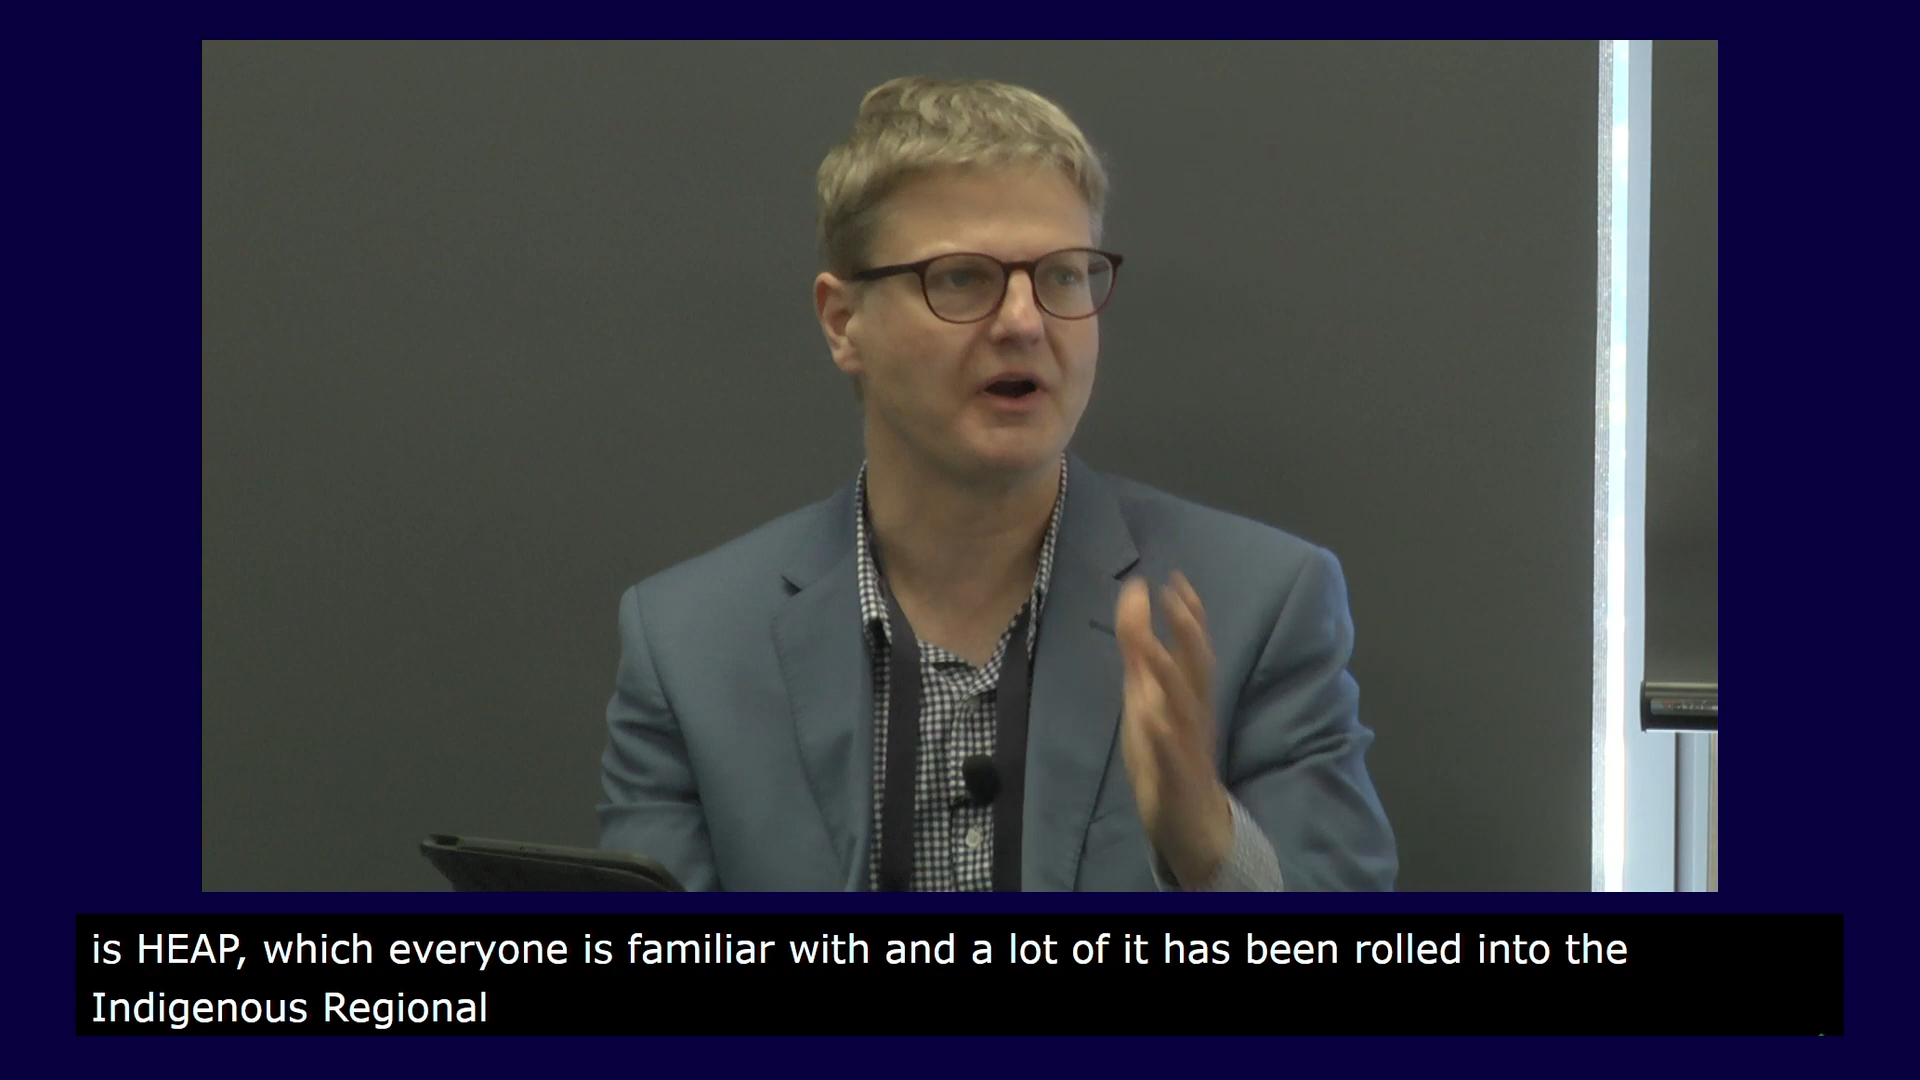 is HEAP, which everyone is familiar with and a lot of it has been rolled into the
Indigenous Regional